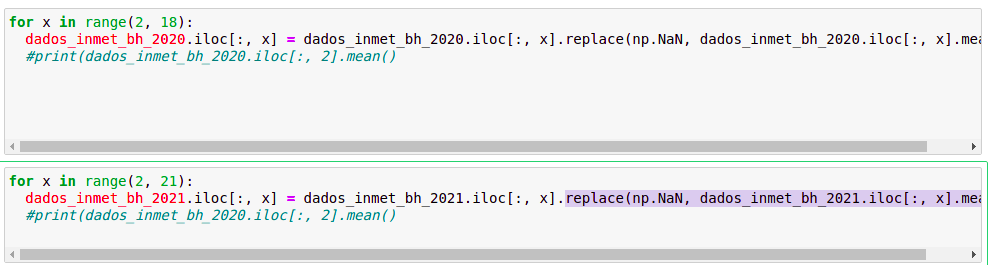 for x in range(2, 18):
dados_inmet_bh_2020.iloc[:, x] = dados_inmet_bh_2020.iloc[:, x].replace(np.NaN, dados_inmet_bh_2020.iloc[:, x].mea
#print(dados_inmet_bh_2020.iloc[:, 2].mean()
for x in range(2, 21):
dados_inmet_bh_2021.iloc[:, x] = dados_inmet_bh_2021.iloc[:, x].replace(np.NaN, dados_inmet_bh_2021.iloc[:, x].mea
#print(dados_inmet_bh_2020.iloc[:, 2].mean()